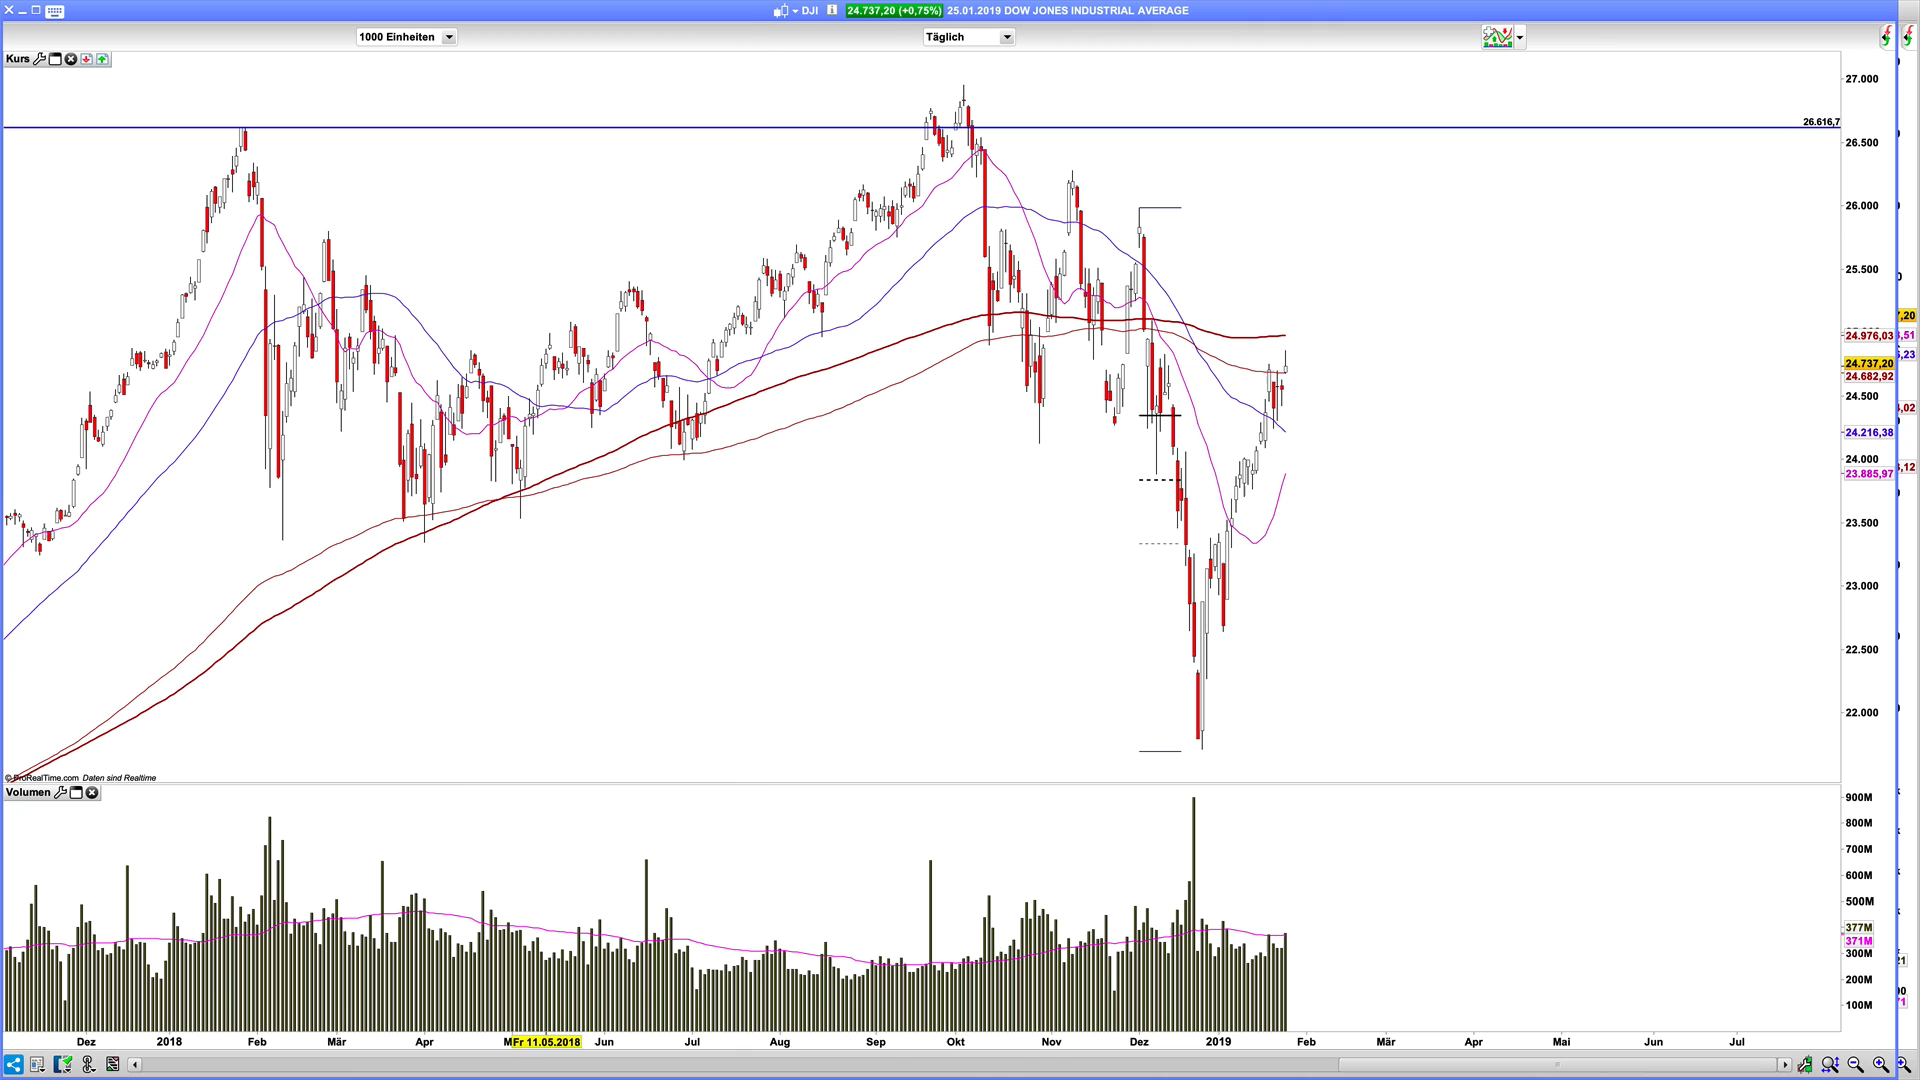 DJI 24.737,20 (+0,75%) 25.01.2019 DOW JONES INDUSTRIAL AVERAGE
1000 Einheiten Täglich
Kurs
27.000
26.616,7
26.500
26.000
25.500
24.976,03
24.737,20
24.682,92
24.500
24.216,38
24.000
23.885,97
23.500
23.000
22.500
22.000
© ProRealTime.com Daten sind Realtime
Volumen
900M
800M
700M
600M
500M
377M
371M
300M
200M
100M
Dez 2018 Feb Mär Apr Fr 11.05.2018 Jun Jul Aug Sep Okt Nov Dez 2019 Feb Mär Apr Mai Jun Jul